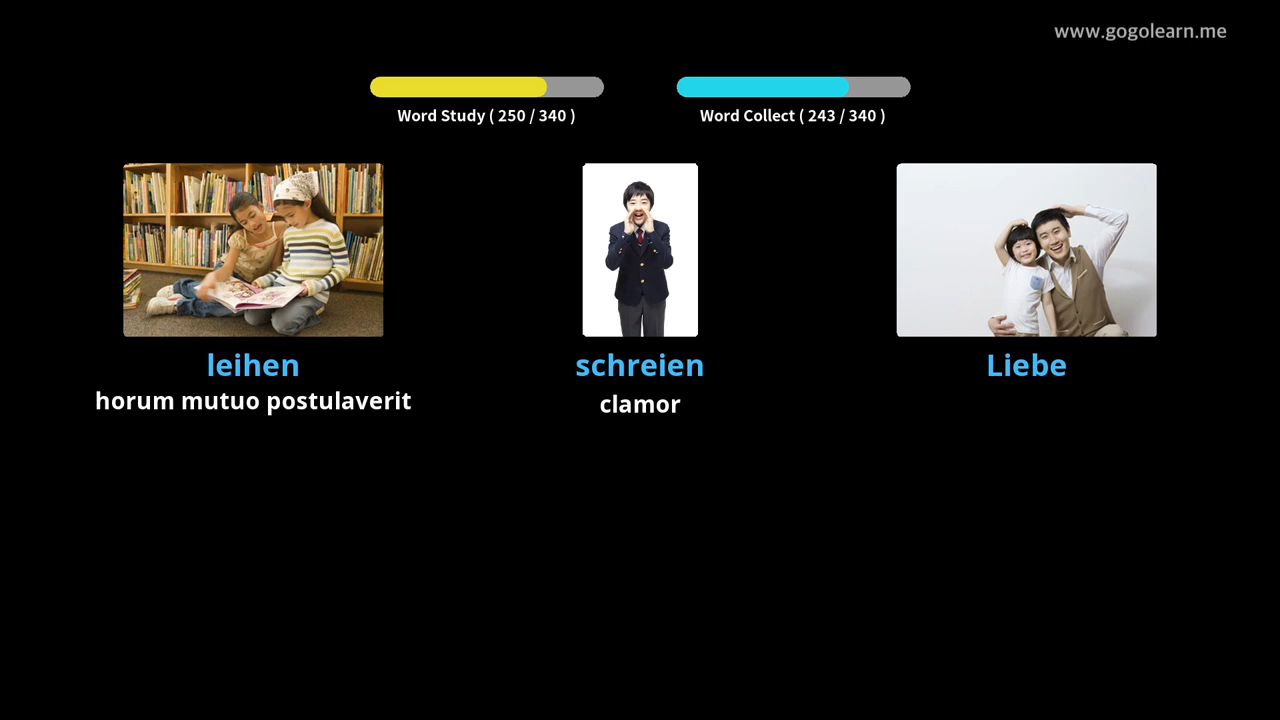 www.gogolearn.me
Word Study ( 250 / 340 )
Word Collect ( 243 / 340 )
leihen
horum mutuo postulaverit
schreien
clamor
Liebe